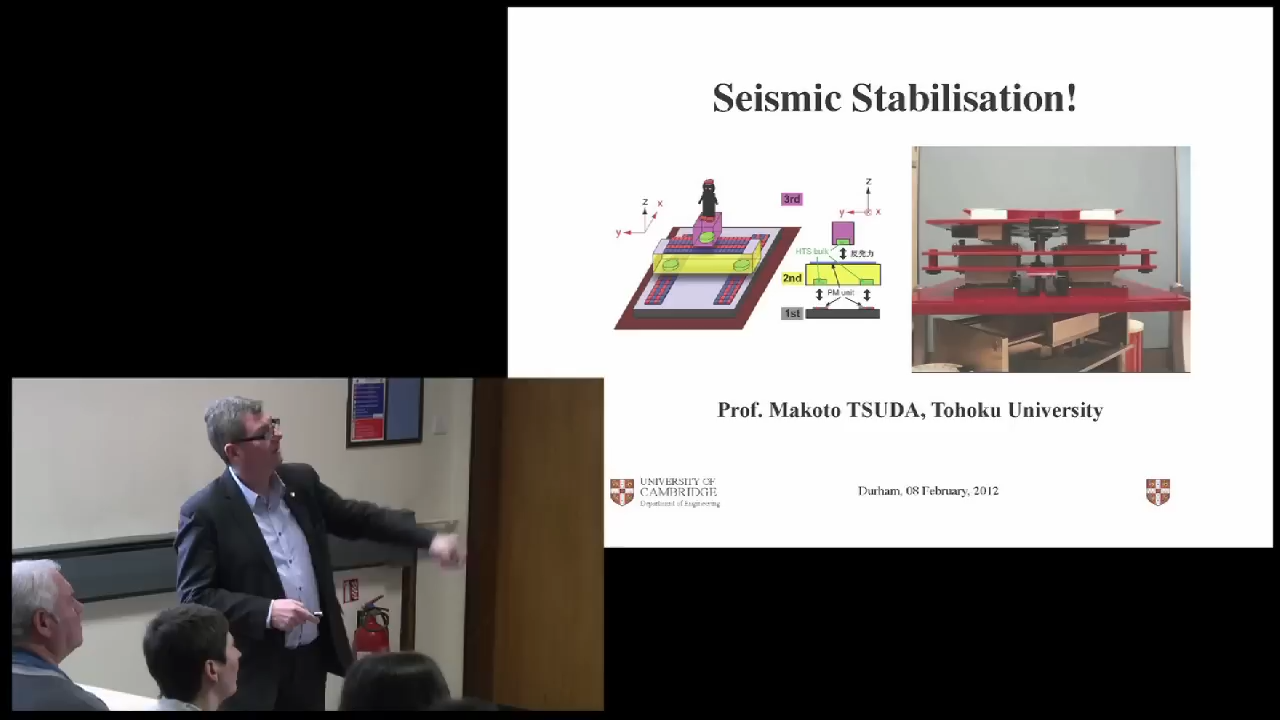 Seismic Stabilisation!
3rd
z
x
y
z
y
x
HTS bulk
反発力
2nd
PM unit
1st
Prof. Makoto TSUDA, Tohoku University
UNIVERSITY OF
CAMBRIDGE
Department of Engineering
Durham, 08 February, 2012